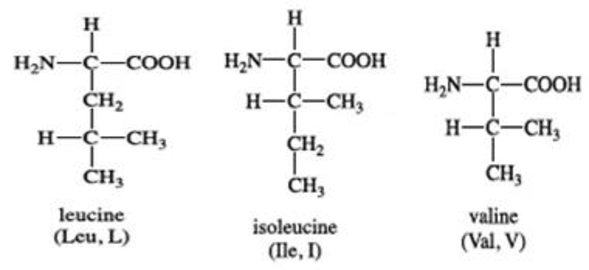 H
H₂N—C—COOH
CH₂
H—C—CH₃
CH₃
leucine
(Leu, L)
H
H₂N—C—COOH
H—C—CH₃
CH₂
CH₃
isoleucine
(Ile, I)
H
H₂N—C—COOH
H—C—CH₃
CH₃
valine
(Val, V)